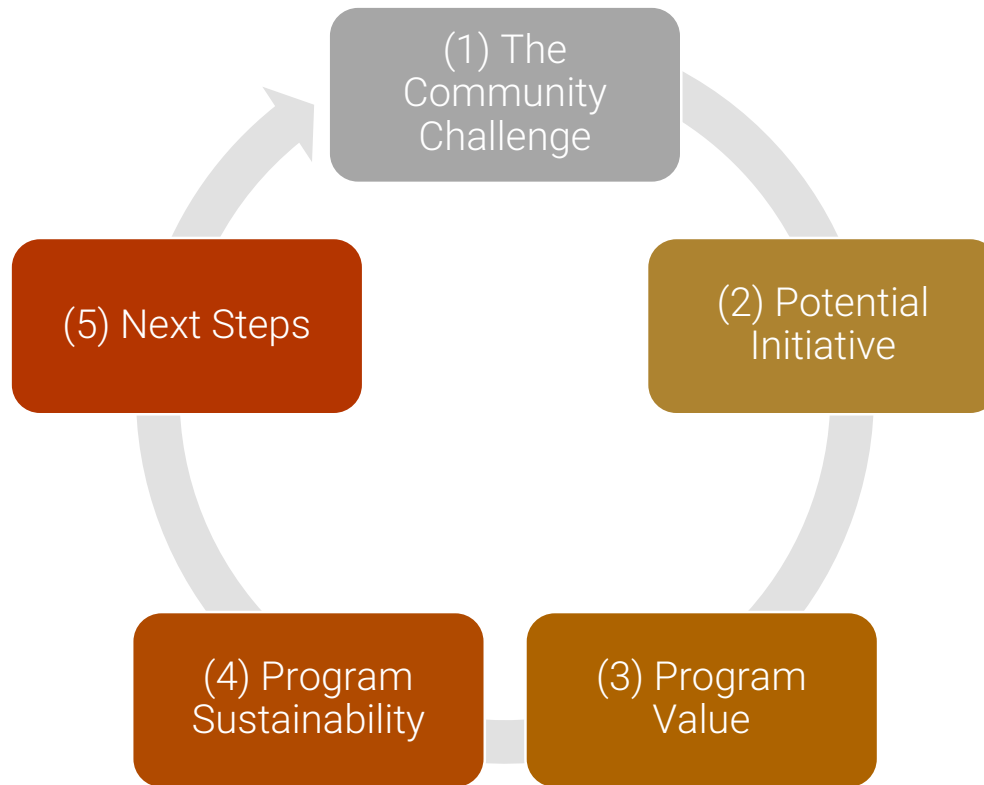 (1) The
Community
Challenge
(2) Potential
Initiative
(3) Program
Value
(4) Program
Sustainability
(5) Next Steps